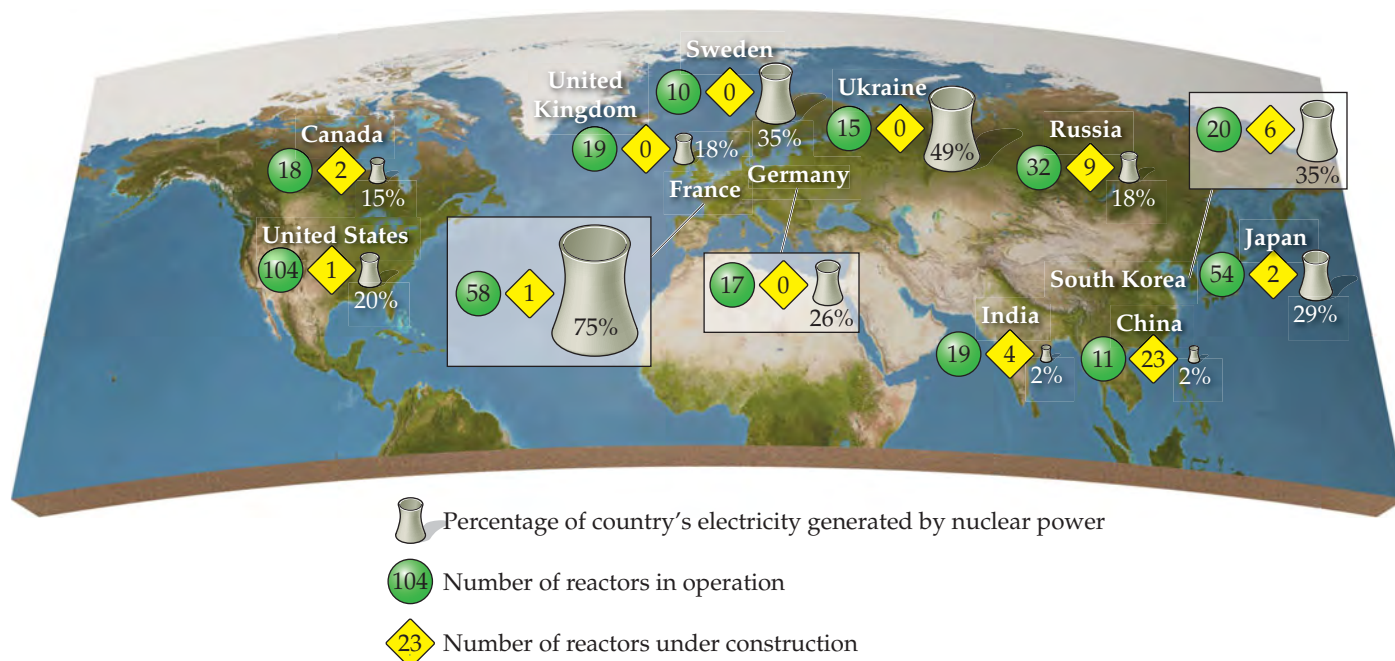 Sweden
10
0
35%
United
Kingdom
19
0
18%
Ukraine
15
0
49%
Russia
32
9
18%
20
6
35%
Canada
18
2
15%
France
Germany
United States
104
1
20%
58
1
75%
17
0
26%
South Korea
Japan
54
2
29%
India
19
4
2%
China
11
23
2%
Percentage of country's electricity generated by nuclear power
104 Number of reactors in operation
23 Number of reactors under construction